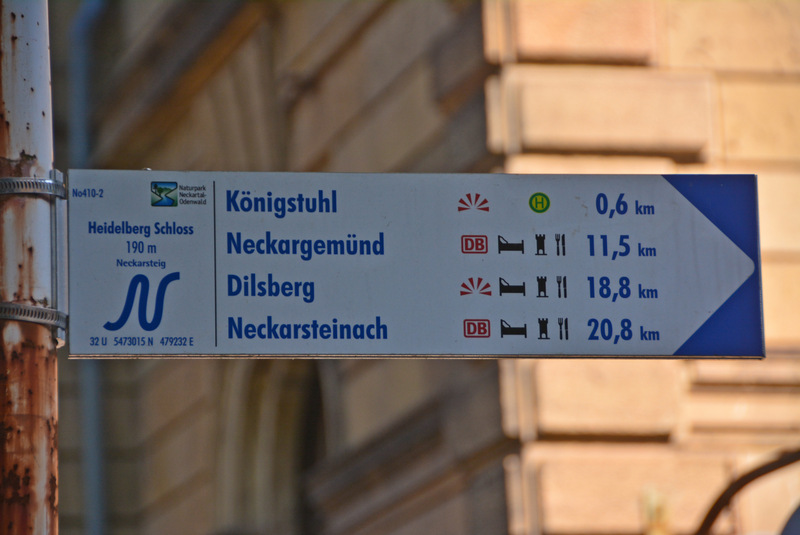 No410-2
Naturpark
Neckartal-
Odenwald
Heidelberg Schloss
190 m
Neckarsteig
N
32 U 5473015 N 479232 E
Königstuhl H 0,6 km
Neckargemünd DB 11,5 km
Dilsberg 18,8 km
Neckarsteinach DB 20,8 km